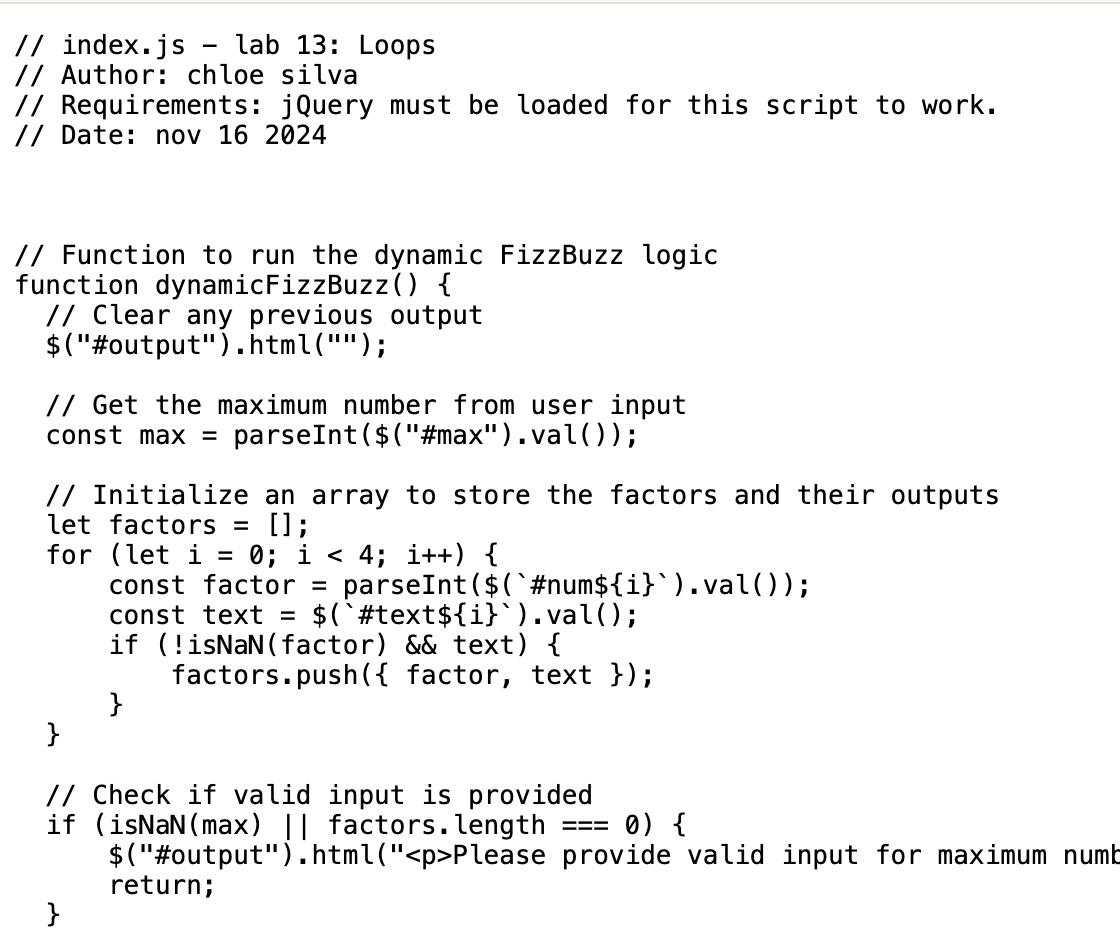 // index.js – lab 13: Loops
// Author: chloe silva
// Requirements: jQuery must be loaded for this script to work.
// Date: nov 16 2024
// Function to run the dynamic FizzBuzz logic
function dynamicFizzBuzz() {
  // Clear any previous output
  $("#output").html("");
  // Get the maximum number from user input
  const max = parseInt($("#max").val());
  // Initialize an array to store the factors and their outputs
  let factors = [];
  for (let i = 0; i < 4; i++) {
      const factor = parseInt($(`#num${i}`).val());
      const text = $(`#text${i}`).val();
      if (!isNaN(factor) && text) {
          factors.push({ factor, text });
      }
  }
  // Check if valid input is provided
  if (isNaN(max) || factors.length === 0) {
      $("#output").html("<p>Please provide valid input for maximum
      return;
  }